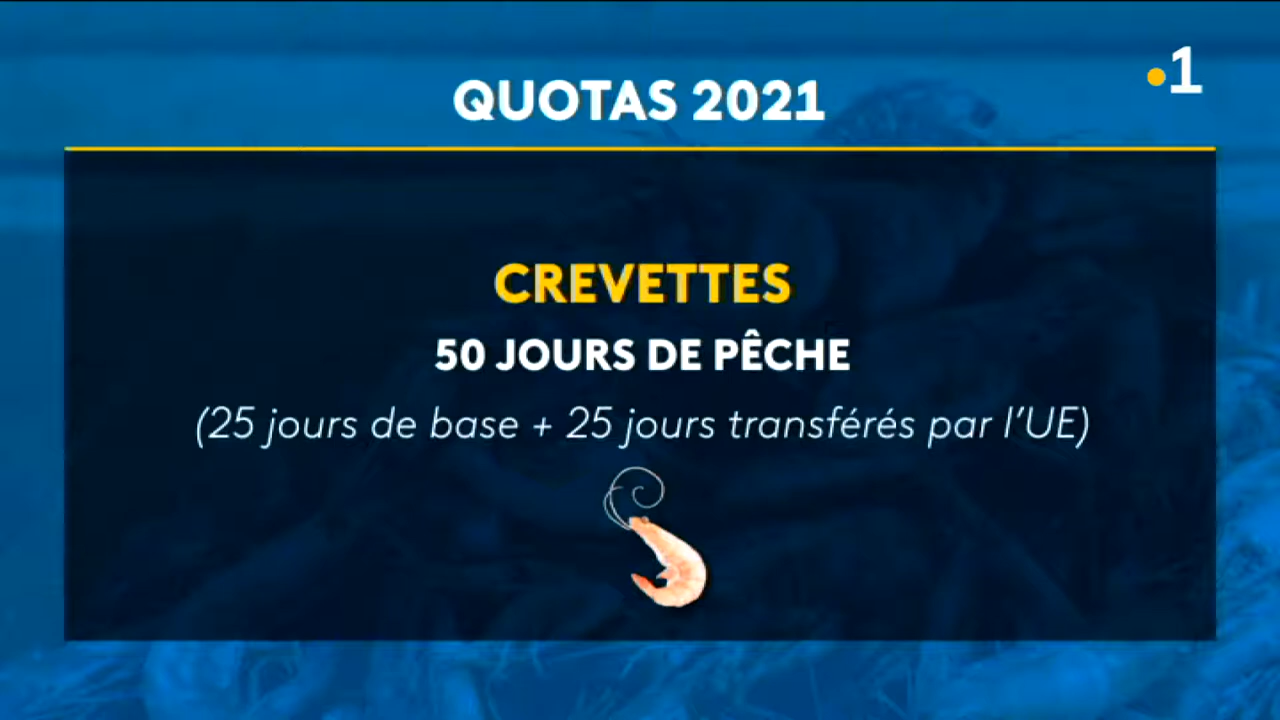 1
QUOTAS 2021
CREVETTES
50 JOURS DE PÊCHE
(25 jours de base + 25 jours transférés par l'UE)